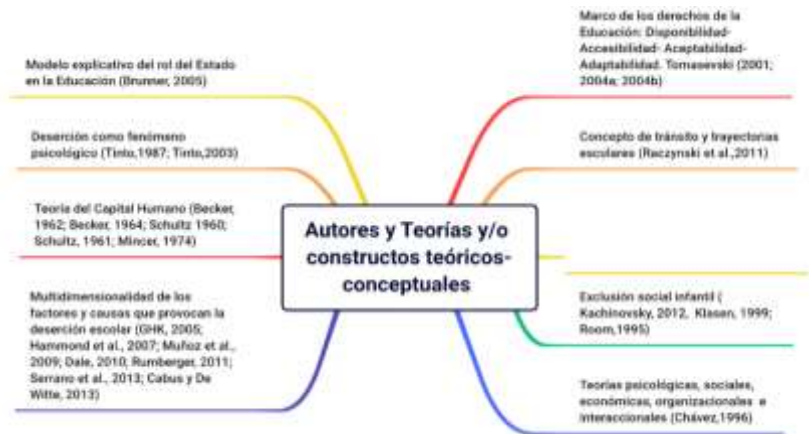 Modelo explicativo del rol del Estado
en la Educación (Brunner, 2005)
Deserción como fenómeno
psicológico (Tinto,1987; Tinto,2003)
Teoría del Capital Humano (Becker,
1962; Becker, 1964; Schultz 1960;
Schultz, 1961; Mincer, 1974)
Multidimensionalidad de los
factores y causas que provocan la
deserción escolar (GHK, 2005;
Hammond et al., 2007; Muñoz et al.,
2009; Dale, 2010; Rumberger, 2011;
Serrano et al., 2013; Cabus y De
Witte, 2013)
Autores y Teorías y/o
constructos teóricos-
conceptuales
Marco de los derechos de la
Educación: Disponibilidad-
Accesibilidad- Aceptabilidad-
Adaptabilidad. Tomasevski (2001;
2004a; 2004b)
Concepto de tránsito y trayectorias
escolares (Raczynski et al.,2011)
Exclusión social infantil (
Kachinovsky, 2012, Klasen, 1999;
Room,1995)
Teorías psicológicas, sociales,
económicas, organizacionales e
interaccionales (Chávez,1996)